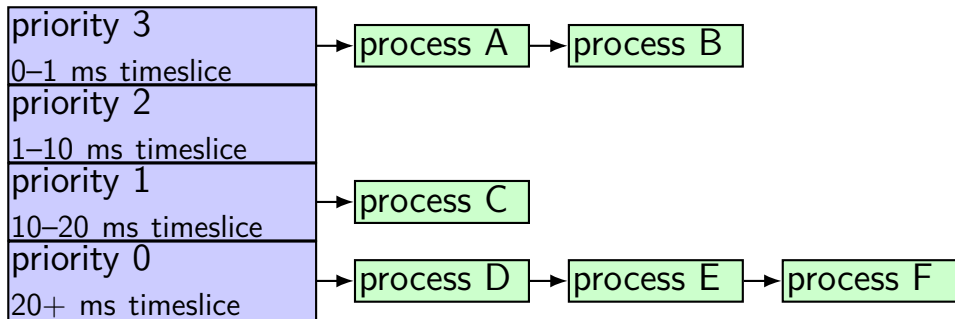 priority 3
0–1 ms timeslice
process A
process B
priority 2
1–10 ms timeslice
priority 1
10–20 ms timeslice
process C
priority 0
20+ ms timeslice
process D
process E
process F